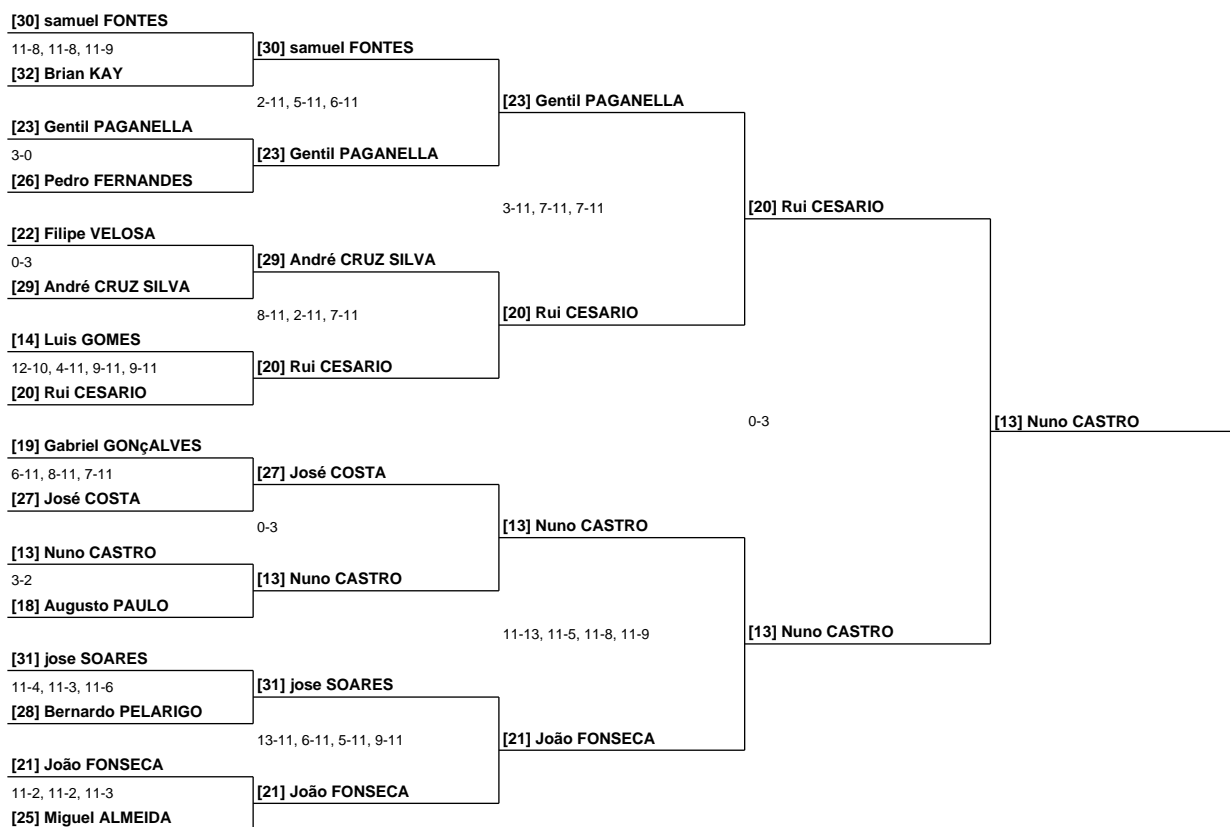 [30] samuel FONTES
11-8, 11-8, 11-9
[32] Brian KAY
[23] Gentil PAGANELLA
3-0
[26] Pedro FERNANDES
[22] Filipe VELOSA
0-3
[29] André CRUZ SILVA
[14] Luis GOMES
12-10, 4-11, 9-11, 9-11
[20] Rui CESARIO
[19] Gabriel GONçALVES
6-11, 8-11, 7-11
[27] José COSTA
[13] Nuno CASTRO
3-2
[18] Augusto PAULO
[31] jose SOARES
11-4, 11-3, 11-6
[28] Bernardo PELARIGO
[21] João FONSECA
11-2, 11-2, 11-3
[25] Miguel ALMEIDA
[30] samuel FONTES
2-11, 5-11, 6-11
[23] Gentil PAGANELLA
[29] André CRUZ SILVA
8-11, 2-11, 7-11
[20] Rui CESARIO
[27] José COSTA
0-3
[13] Nuno CASTRO
[31] jose SOARES
13-11, 6-11, 5-11, 9-11
[21] João FONSECA
[23] Gentil PAGANELLA
3-11, 7-11, 7-11
[20] Rui CESARIO
[13] Nuno CASTRO
11-13, 11-5, 11-8, 11-9
[21] João FONSECA
[20] Rui CESARIO
0-3
[13] Nuno CASTRO
[13] Nuno CASTRO